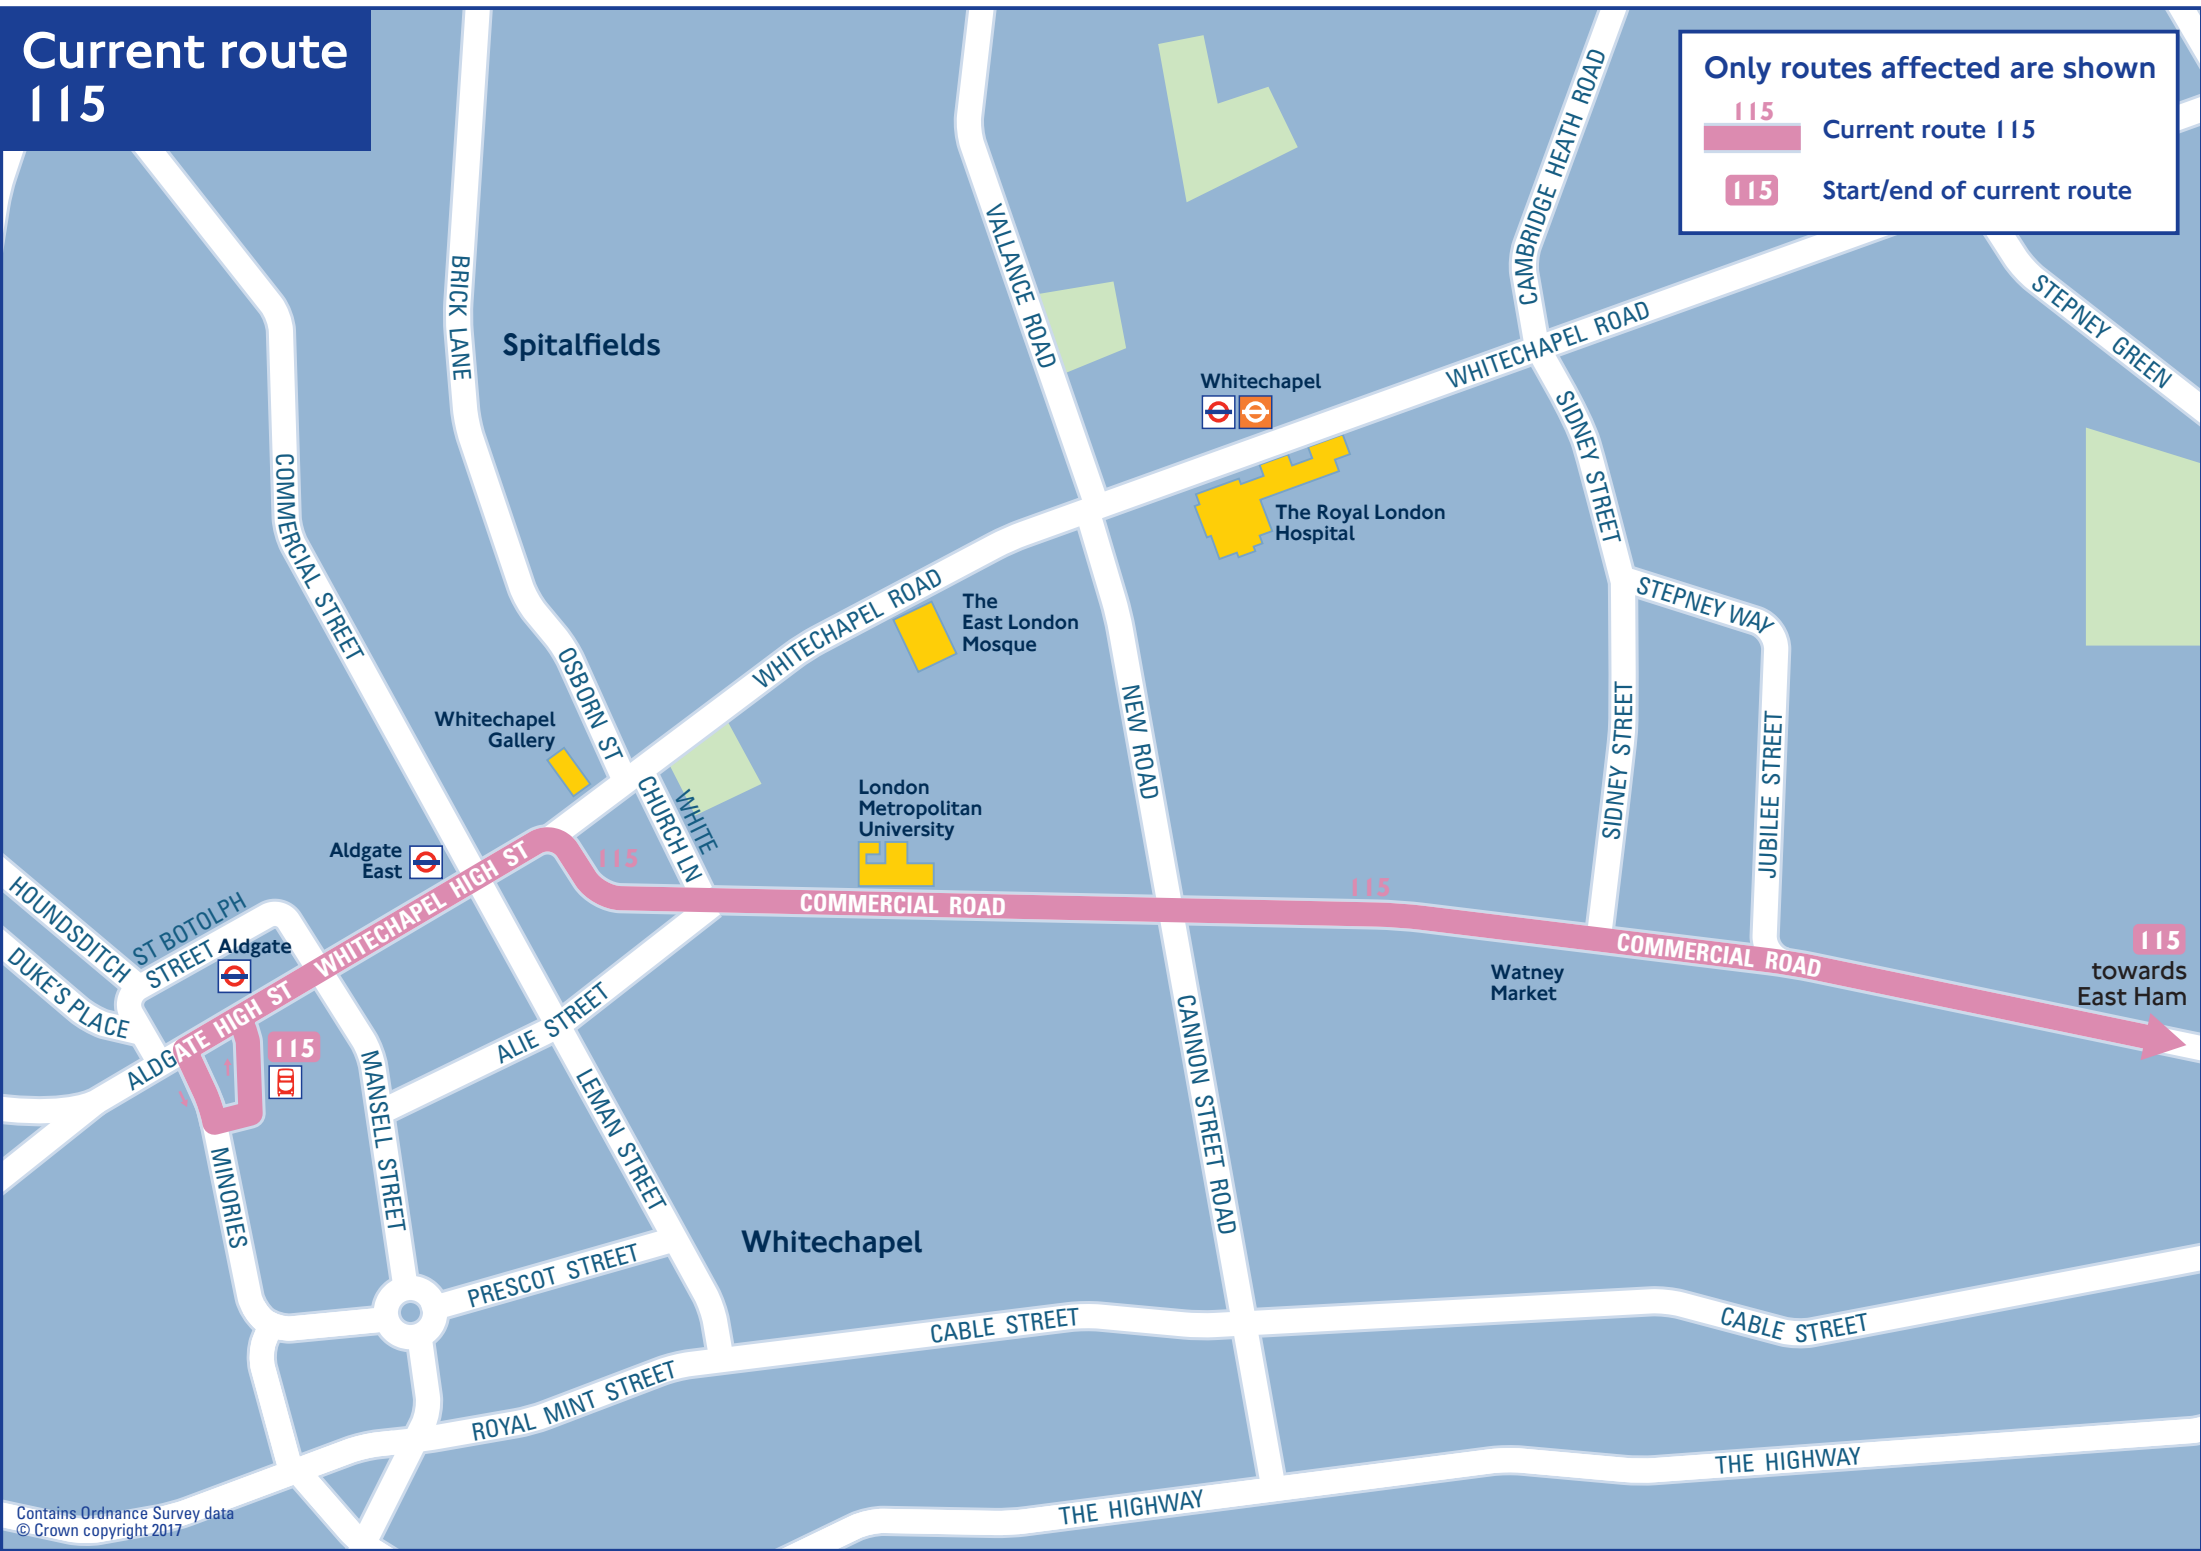 Current route
115
Only routes affected are shown
115
Current route 115
115
Start/end of current route
CAMBRIDGE HEATH ROAD
VALLANCE ROAD
BRICK LANE
Spitalfields
STEPNEY GREEN
WHITECHAPEL ROAD
Whitechapel
SIDNEY STREET
COMMERCIAL STREET
The Royal London
Hospital
STEPNEY WAY
WHITECHAPEL ROAD
The
East London
Mosque
OSBORN ST
NEW ROAD
SIDNEY STREET
JUBILEE STREET
Whitechapel
Gallery
WHITE
CHURCH LN
London
Metropolitan
University
Aldgate
East
WHITECHAPEL HIGH ST
115
115
COMMERCIAL ROAD
COMMERCIAL ROAD
HOUNDSDITCH
ST BOTOLPH
STREET
Aldgate
DUKE'S PLACE
ALDGATE HIGH ST
115
Watney
Market
115
towards
East Ham
ALIE STREET
MANSELL STREET
LEMAN STREET
CANNON STREET ROAD
MINORIES
PRESCOT STREET
Whitechapel
CABLE STREET
CABLE STREET
ROYAL MINT STREET
THE HIGHWAY
THE HIGHWAY
Contains Ordnance Survey data
© Crown copyright 2017